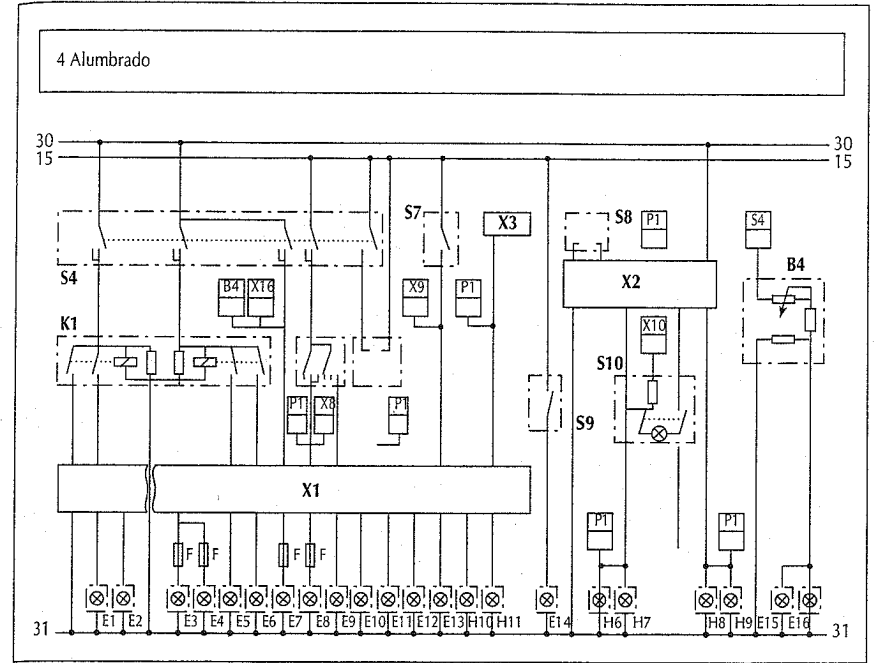 4 Alumbrado
30 30
15 15
S7 X3 S8 P1 S4
B4
S4 X2
B4 X16 X9 P1
K1 X10
S10
P1 X8 P1 S9
X1
P1 P1
F F F F
E1 E2 E3 E4 E5 E6 E7 E8 E9 E10 E11 E12 E13 H10 H11 E14 H6 H7 H8 H9 E15 E16
31 31